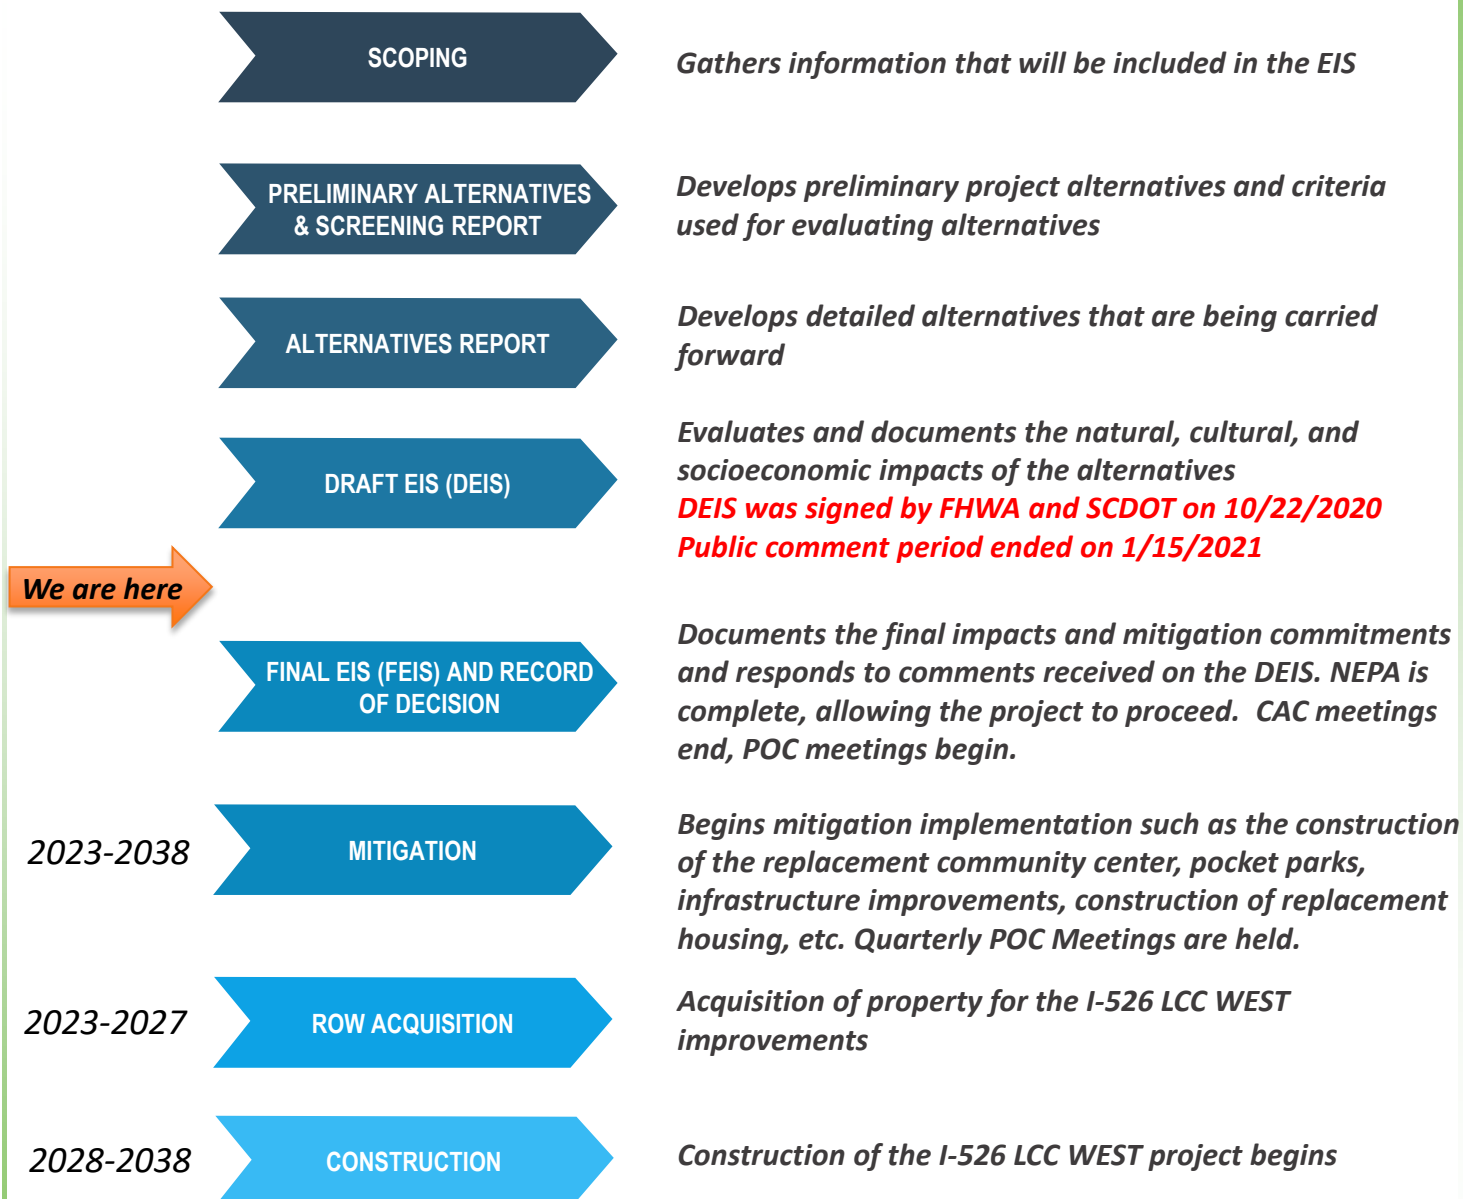 SCOPING
Gathers information that will be included in the EIS
PRELIMINARY ALTERNATIVES
& SCREENING REPORT
Develops preliminary project alternatives and criteria
used for evaluating alternatives
ALTERNATIVES REPORT
Develops detailed alternatives that are being carried
forward
DRAFT EIS (DEIS)
Evaluates and documents the natural, cultural, and
socioeconomic impacts of the alternatives
DEIS was signed by FHWA and SCDOT on 10/22/2020
Public comment period ended on 1/15/2021
We are here
FINAL EIS (FEIS) AND RECORD
OF DECISION
Documents the final impacts and mitigation commitments
and responds to comments received on the DEIS. NEPA is
complete, allowing the project to proceed.  CAC meetings
end, POC meetings begin.
2023-2038
MITIGATION
Begins mitigation implementation such as the construction
of the replacement community center, pocket parks,
infrastructure improvements, construction of replacement
housing, etc. Quarterly POC Meetings are held.
2023-2027
ROW ACQUISITION
Acquisition of property for the I-526 LCC WEST
improvements
2028-2038
CONSTRUCTION
Construction of the I-526 LCC WEST project begins